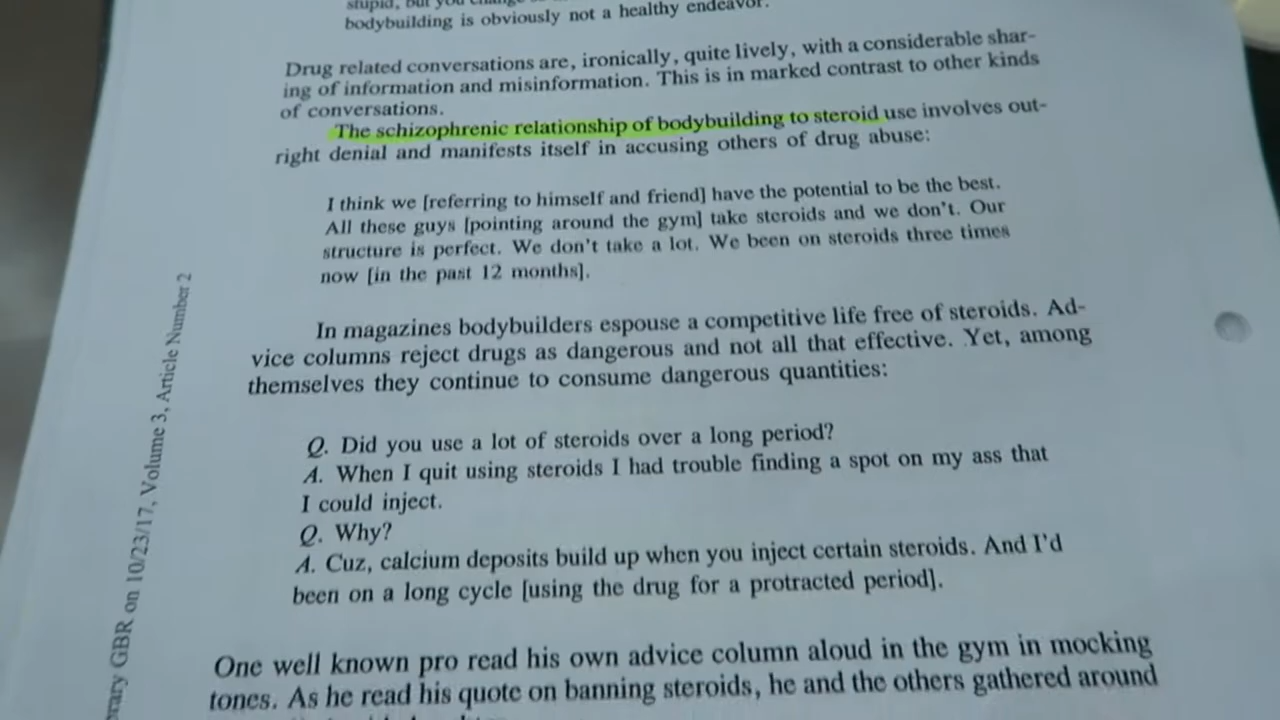 stupid, but you change
bodybuilding is obviously not a healthy endeavor.
Drug related conversations are, ironically, quite lively, with a considerable shar-
ing of information and misinformation. This is in marked contrast to other kinds
of conversations.
The schizophrenic relationship of bodybuilding to steroid use involves out-
right denial and manifests itself in accusing others of drug abuse:
I think we [referring to himself and friend] have the potential to be the best.
All these guys [pointing around the gym] take steroids and we don't. Our
structure is perfect. We don't take a lot. We been on steroids three times
now [in the past 12 months].
In magazines bodybuilders espouse a competitive life free of steroids. Ad-
vice columns reject drugs as dangerous and not all that effective. Yet, among
themselves they continue to consume dangerous quantities:
Q. Did you use a lot of steroids over a long period?
A. When I quit using steroids I had trouble finding a spot on my ass that
I could inject.
Q. Why?
A. Cuz, calcium deposits build up when you inject certain steroids. And I'd
been on a long cycle [using the drug for a protracted period].
One well known pro read his own advice column aloud in the gym in mocking
tones. As he read his quote on banning steroids, he and the others gathered around
rary GBR on 10/23/17, Volume 3, Article Number 2